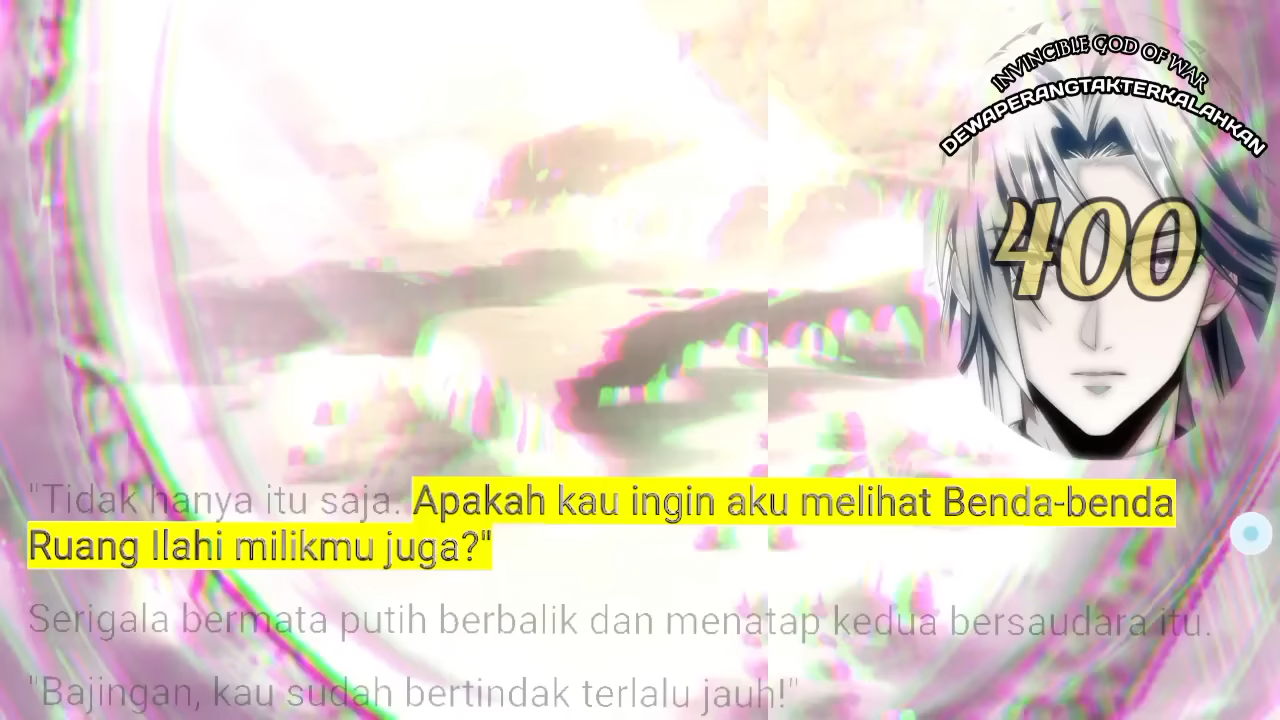 INVINCIBLE GOD OF WAR
DEWAPERANGTAKTERKALAHKAN
400
"Tidak hanya itu saja. Apakah kau ingin aku melihat Benda-benda
Ruang Ilahi milikmu juga?"
Serigala bermata putih berbalik dan menatap kedua bersaudara itu.
"Bajingan, kau sudah bertindak terlalu jauh!"